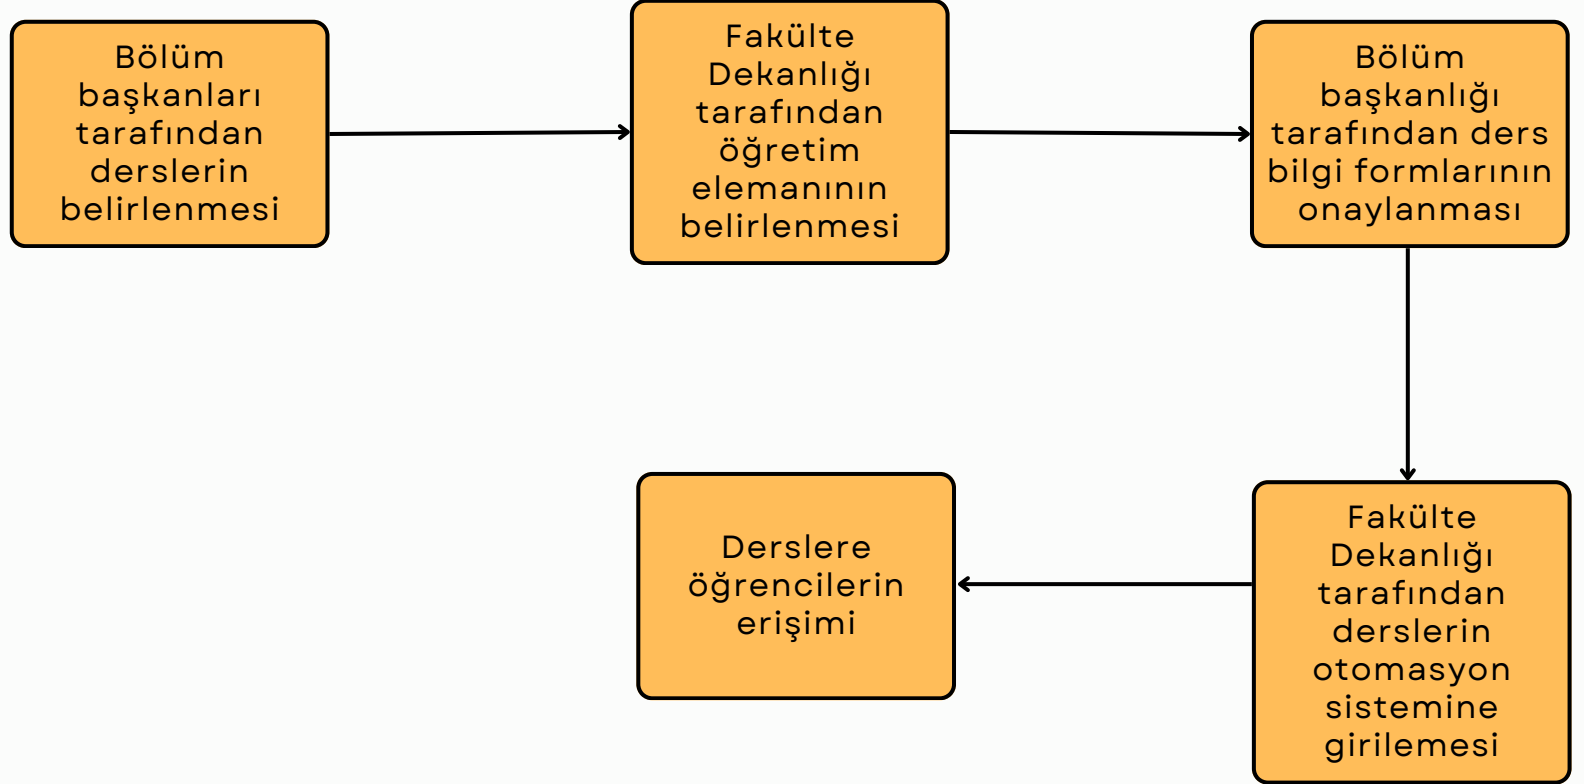 Bölüm
başkanları
tarafından
derslerin
belirlenmesi
Fakülte
Dekanlığı
tarafından
öğretim
elemanının
belirlenmesi
Bölüm
başkanlığı
tarafından ders
bilgi formlarının
onaylanması
Fakülte
Dekanlığı
tarafından
derslerin
otomasyon
sistemine
girilemesi
Derslere
öğrencilerin
erişimi